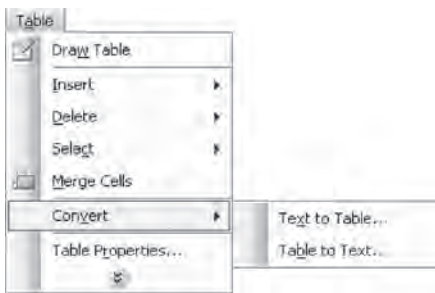 Table
Draw Table
Insert
Delete
Select
Merge Cells
Convert
Text to Table...
Table Properties...
Table to Text...